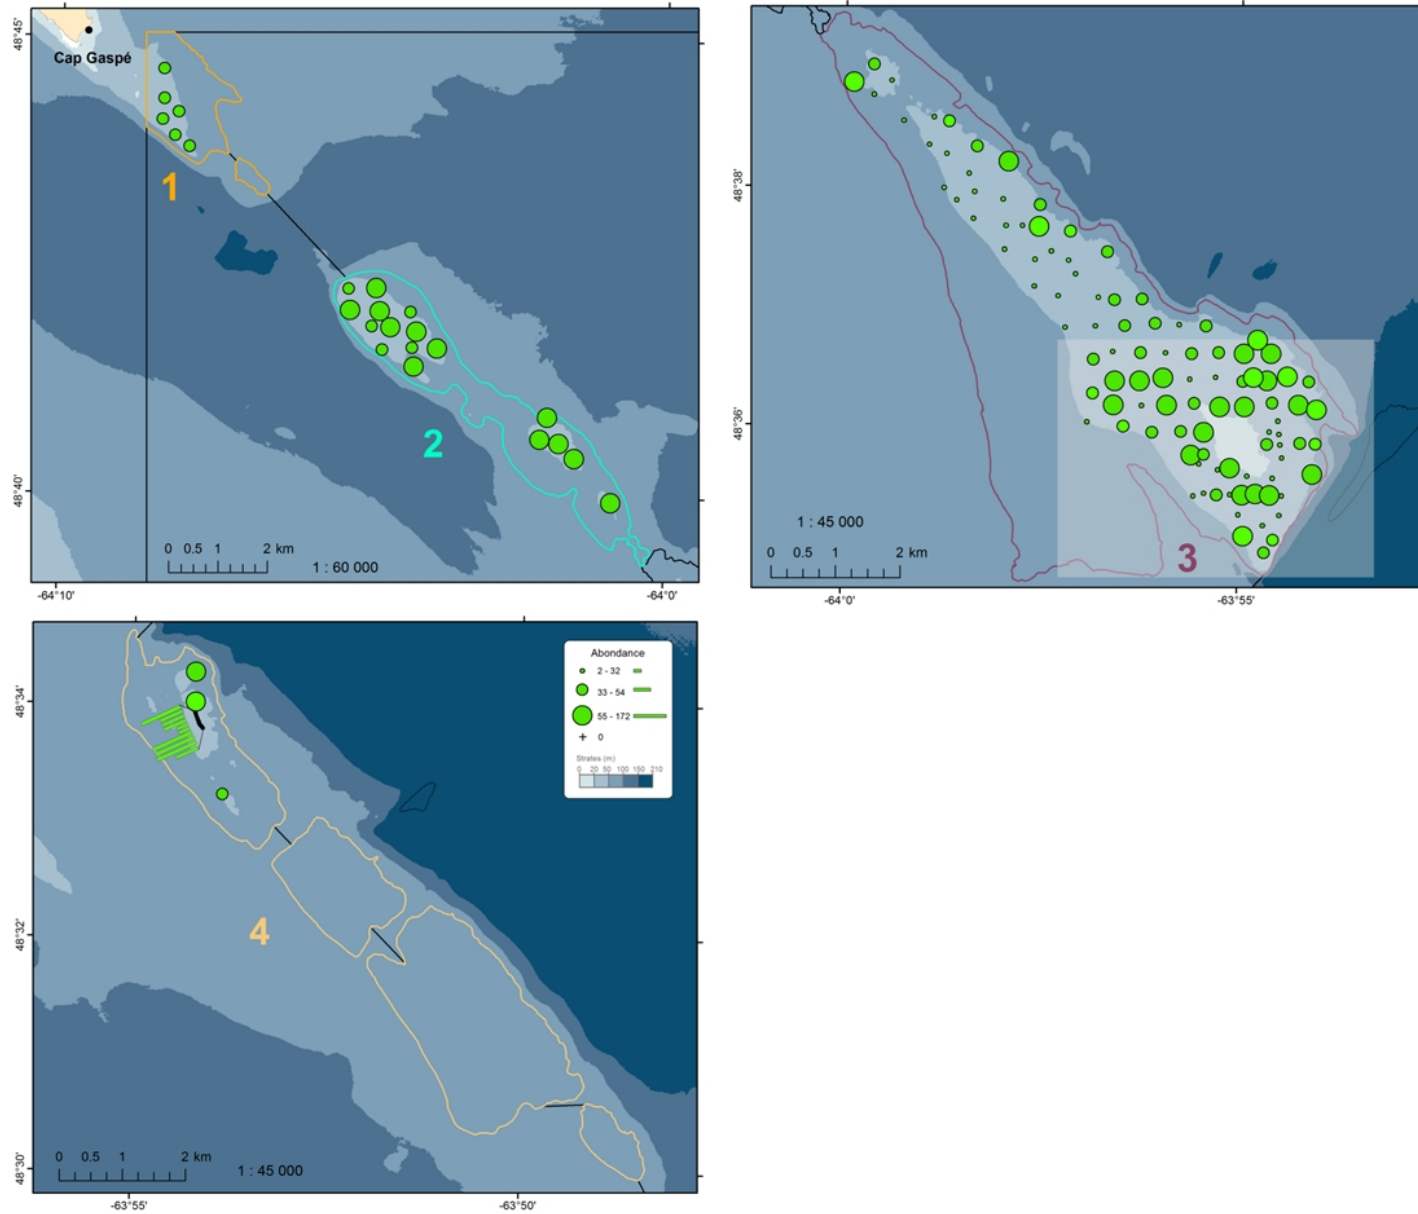 48°45'
Cap Gaspé
1
2
48°40'
0 0.5 1 2 km
1 : 60 000
-64°10'
-64°0'
48°38'
48°36'
1 : 45 000
0 0.5 1 2 km
3
-64°0'
-63°55'
Abondance
2 - 32
33 - 54
55 - 172
0
Strates (m)
0 20 50 100 150 210
48°34'
4
48°32'
48°30'
0 0.5 1 2 km
1 : 45 000
-63°55'
-63°50'